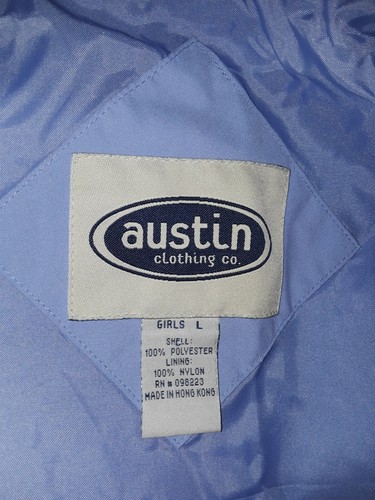 austin
clothing co.
GIRLS L
SHELL:
100% POLYESTER
LINING:
100% NYLON
RN # 098223
MADE IN HONG KONG